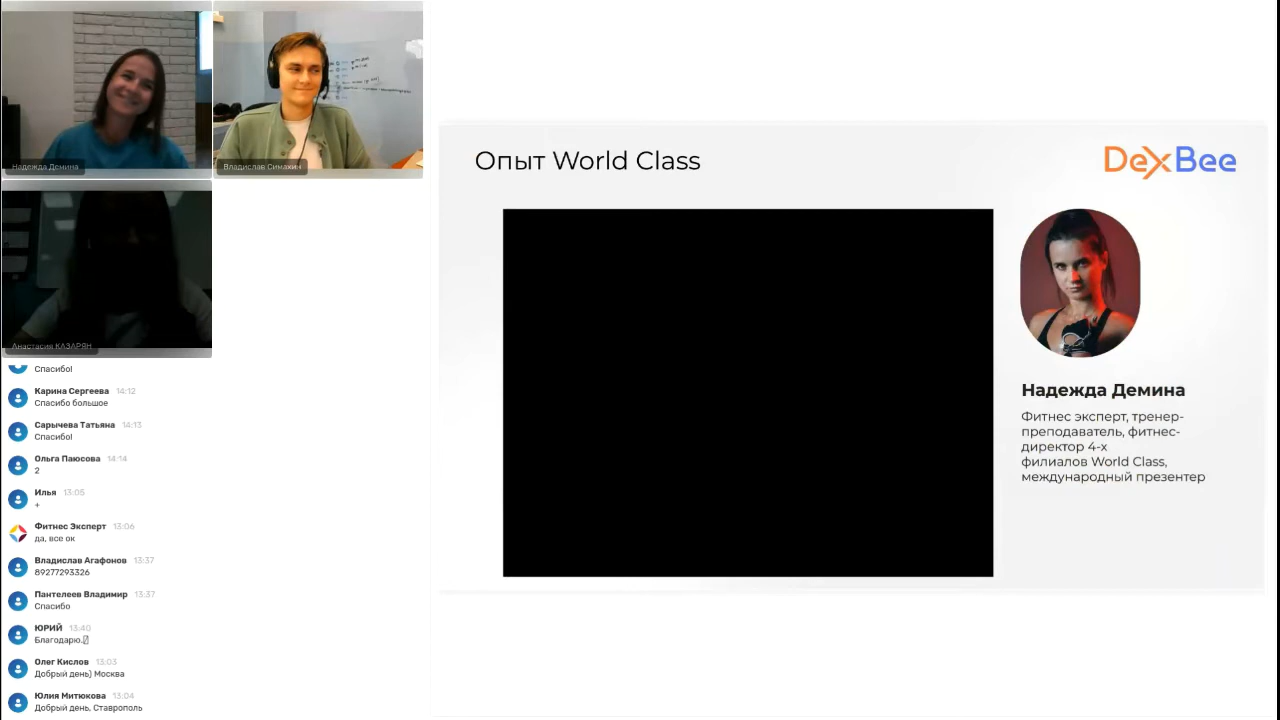 Надежда Демина
Владислав Симахин
Анастасия КАЗАРЯН
Спасибо!
Карина Сергеева 14:12
Спасибо большое
Сарычева Татьяна 14:13
Спасибо!
Ольга Паюсова 14:14
2
Илья 13:05
+
Фитнес Эксперт 13:06
да, все ок
Владислав Агафонов 13:37
89277293326
Пантелеев Владимир 13:37
Спасибо
ЮРИЙ 13:40
Благодарю.
Олег Кислов 13:03
Добрый день) Москва
Юлия Митюкова 13:04
Добрый день, Ставрополь
Опыт World Class
DexBee
Надежда Демина
Фитнес эксперт, тренер-
преподаватель, фитнес-
директор 4-х
филиалов World Class,
международный презентер